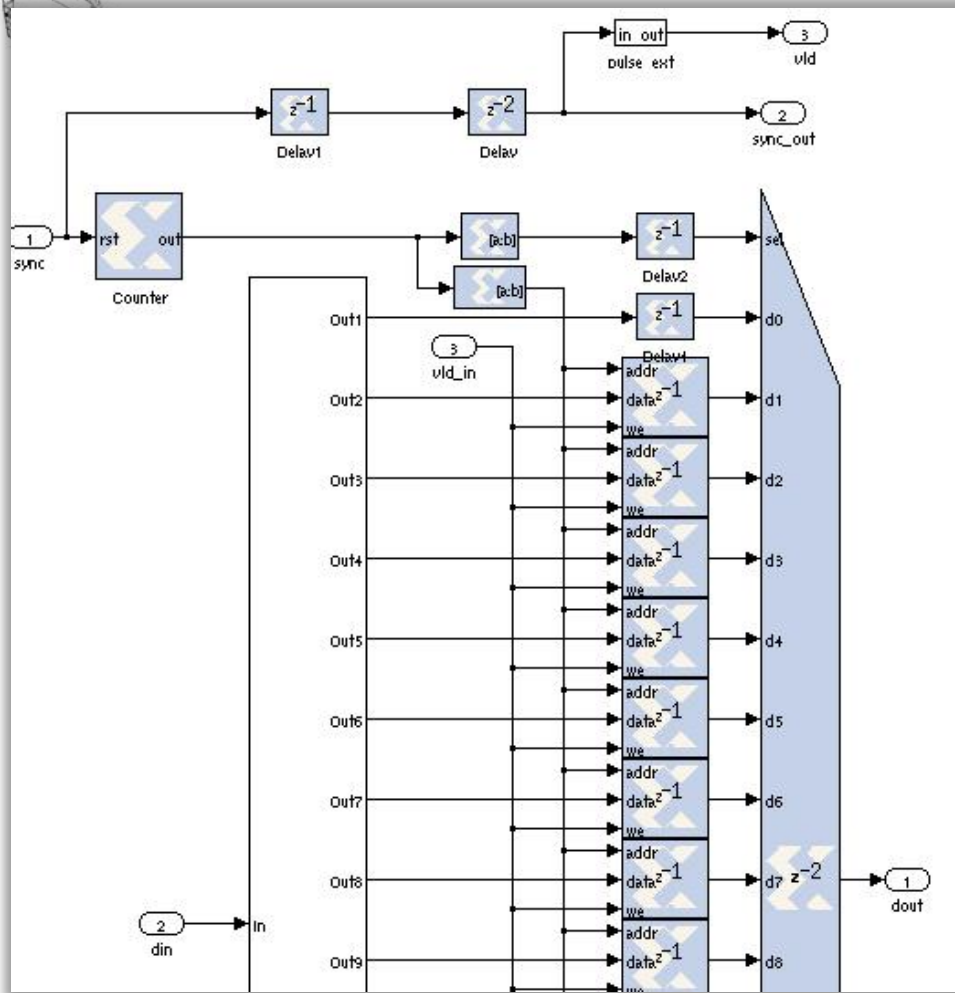 in out
3
pulse ext
vld
z-1
z-2
2
Delay1
Delay
sync_out
1
rst
out
[a:b]
z-1
sel
sync
Delay2
Counter
[a:b]
Out1
z-1
d0
3
vld_in
Delay4
addr
Out2
data
z-1
d1
we
addr
Out3
data
z-1
d2
we
addr
Out4
data
z-1
d3
we
addr
Out5
data
z-1
d4
we
addr
Out6
data
z-1
d5
we
addr
Out7
data
z-1
d6
we
addr
Out8
data
z-1
d7
z-2
1
dout
we
2
In
din
addr
Out9
data
z-1
d8
we